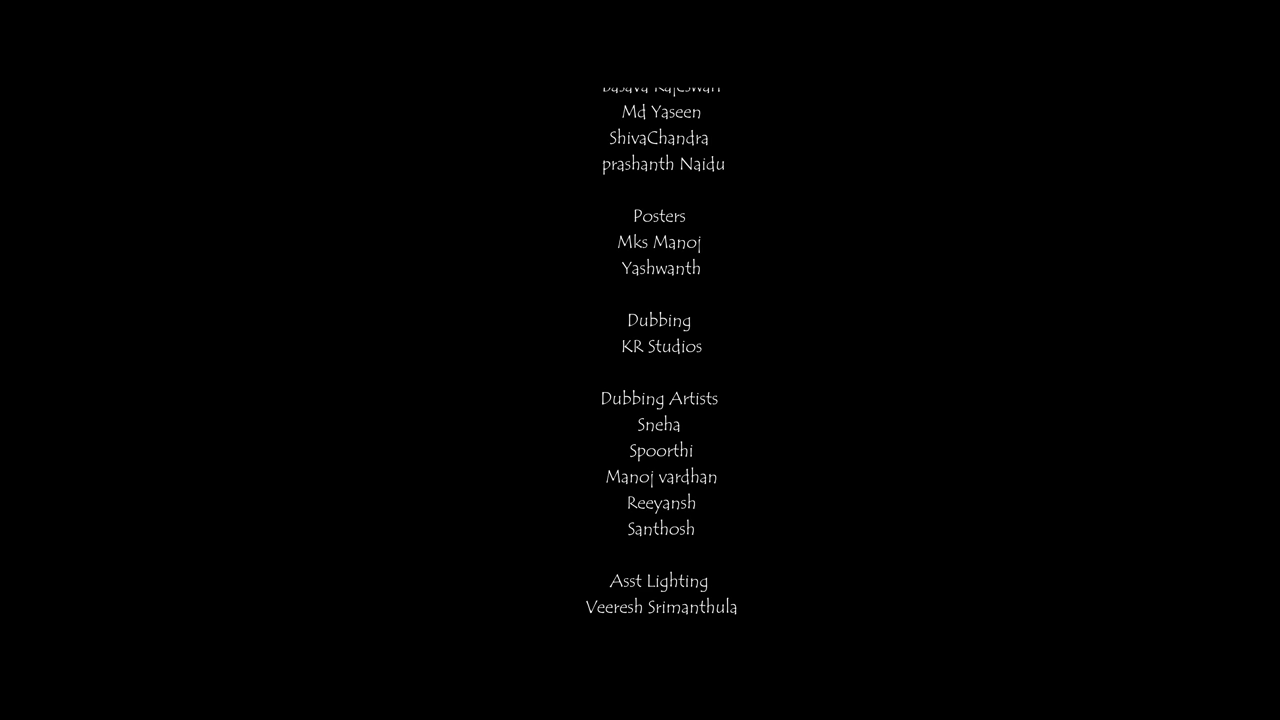 Md Yaseen
ShivaChandra
prashanth Naidu
Posters
Mks Manoj
Yashwanth
Dubbing
KR Studios
Dubbing Artists
Sneha
Spoorthi
Manoj vardhan
Reeyansh
Santhosh
Asst Lighting
Veeresh Srimanthula